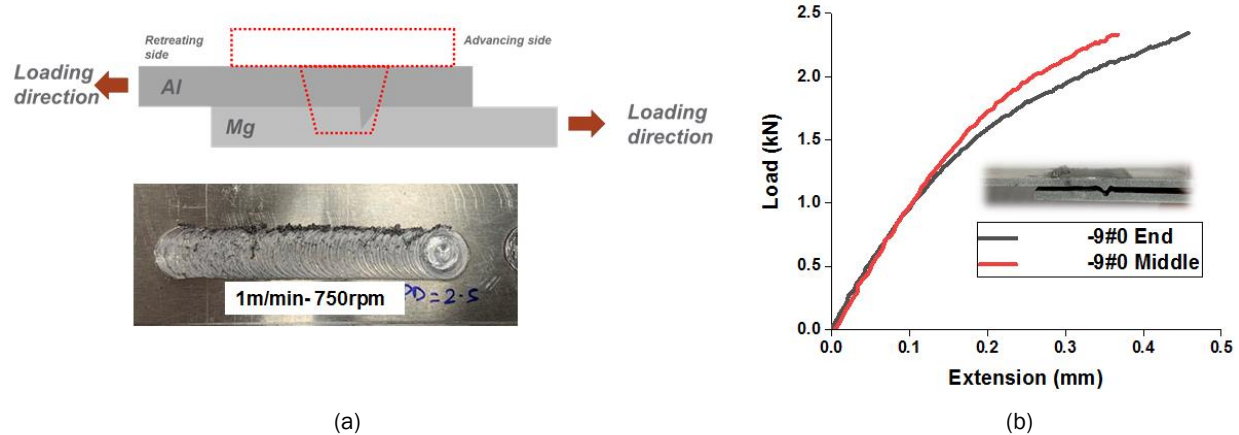 Retreating
side
Advancing side
Loading
direction
Al
Mg
Loading
direction
1m/min- 750rpm
= 2.5
(a)
Load (kN)
2.5
2.0
1.5
1.0
0.5
0.0
-9#0 End
-9#0 Middle
0.0 0.1 0.2 0.3 0.4 0.5
Extension (mm)
(b)